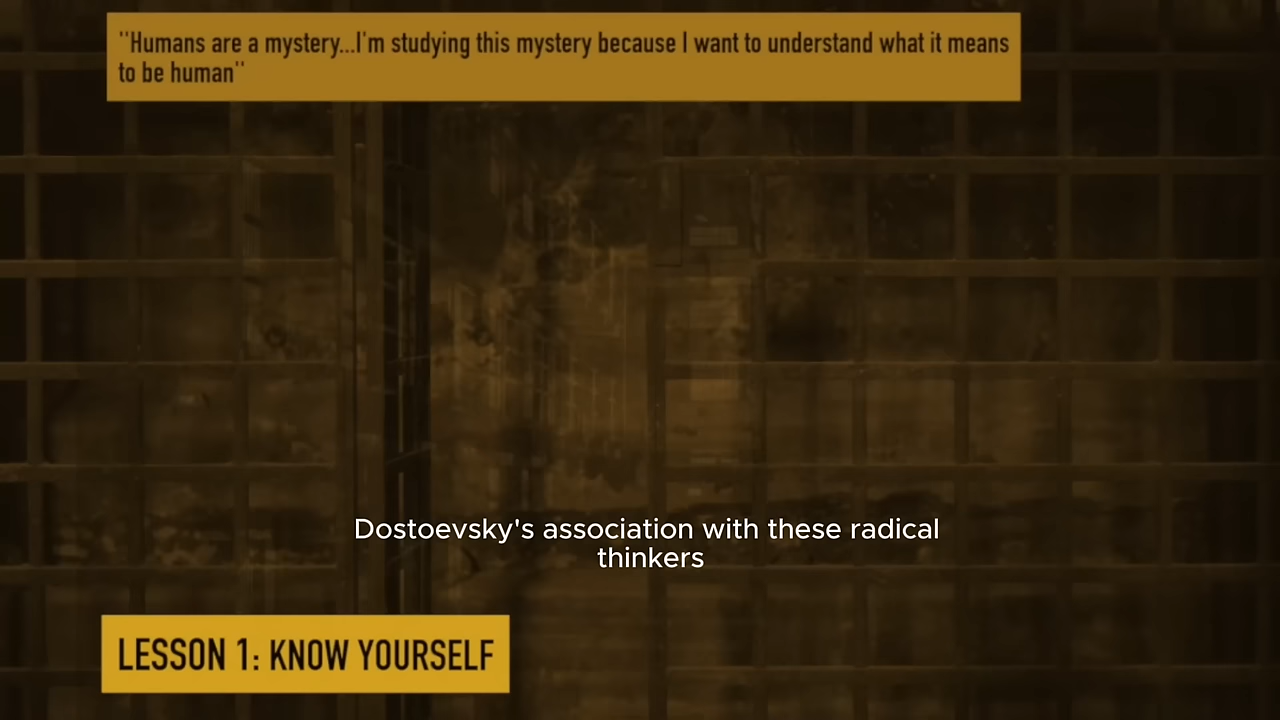 ''Humans are a mystery...I'm studying this mystery because I want to understand what it means
to be human''
Dostoevsky's association with these radical
thinkers
LESSON 1: KNOW YOURSELF